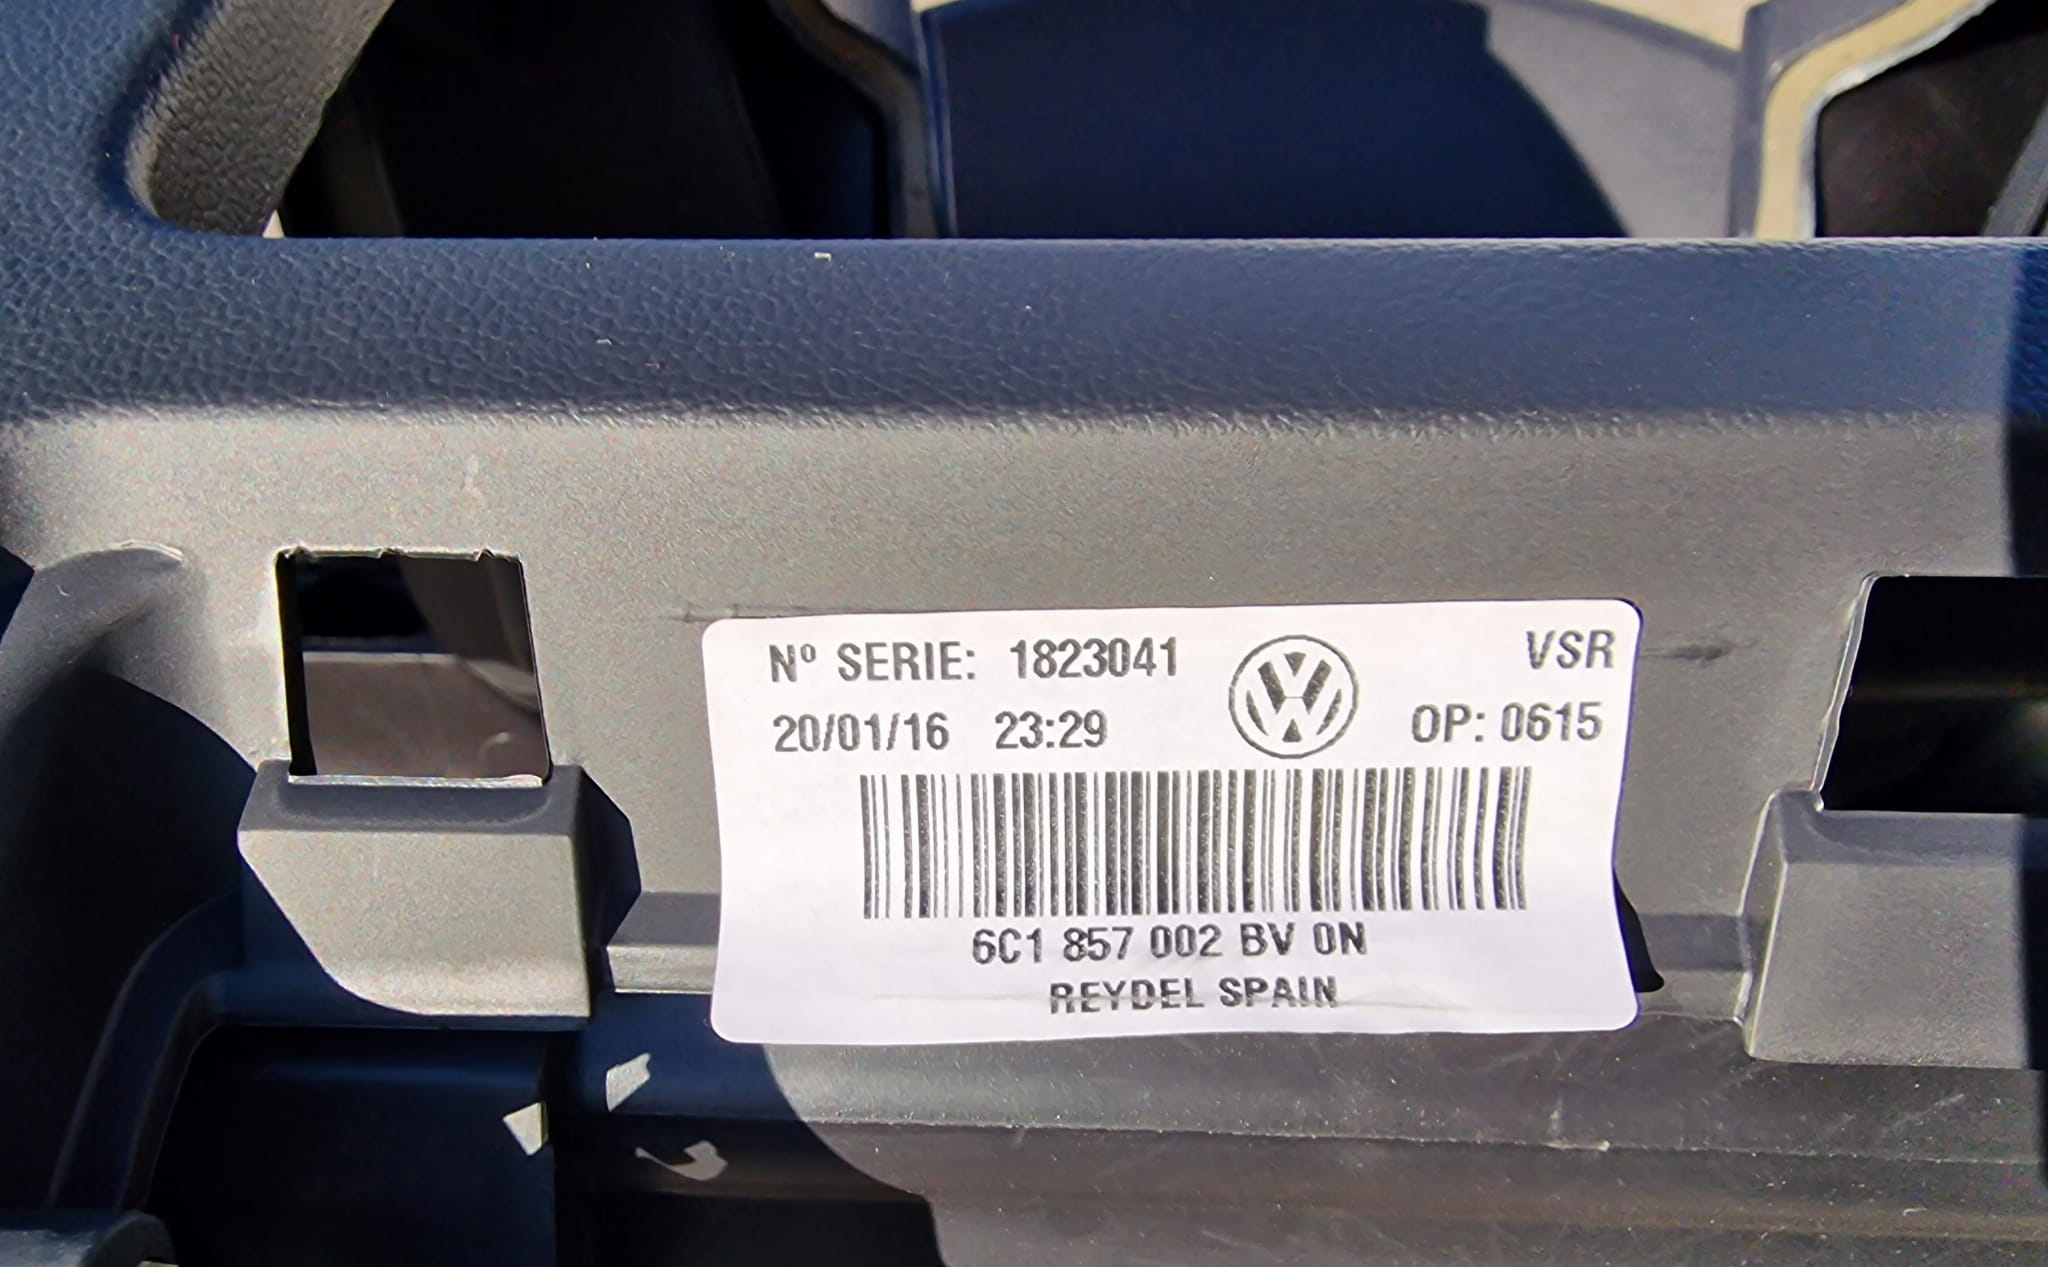 Nº SERIE: 1823041 VSR
20/01/16 23:29 OP: 0615
6C1 857 002 BV 0N
REYDEL SPAIN